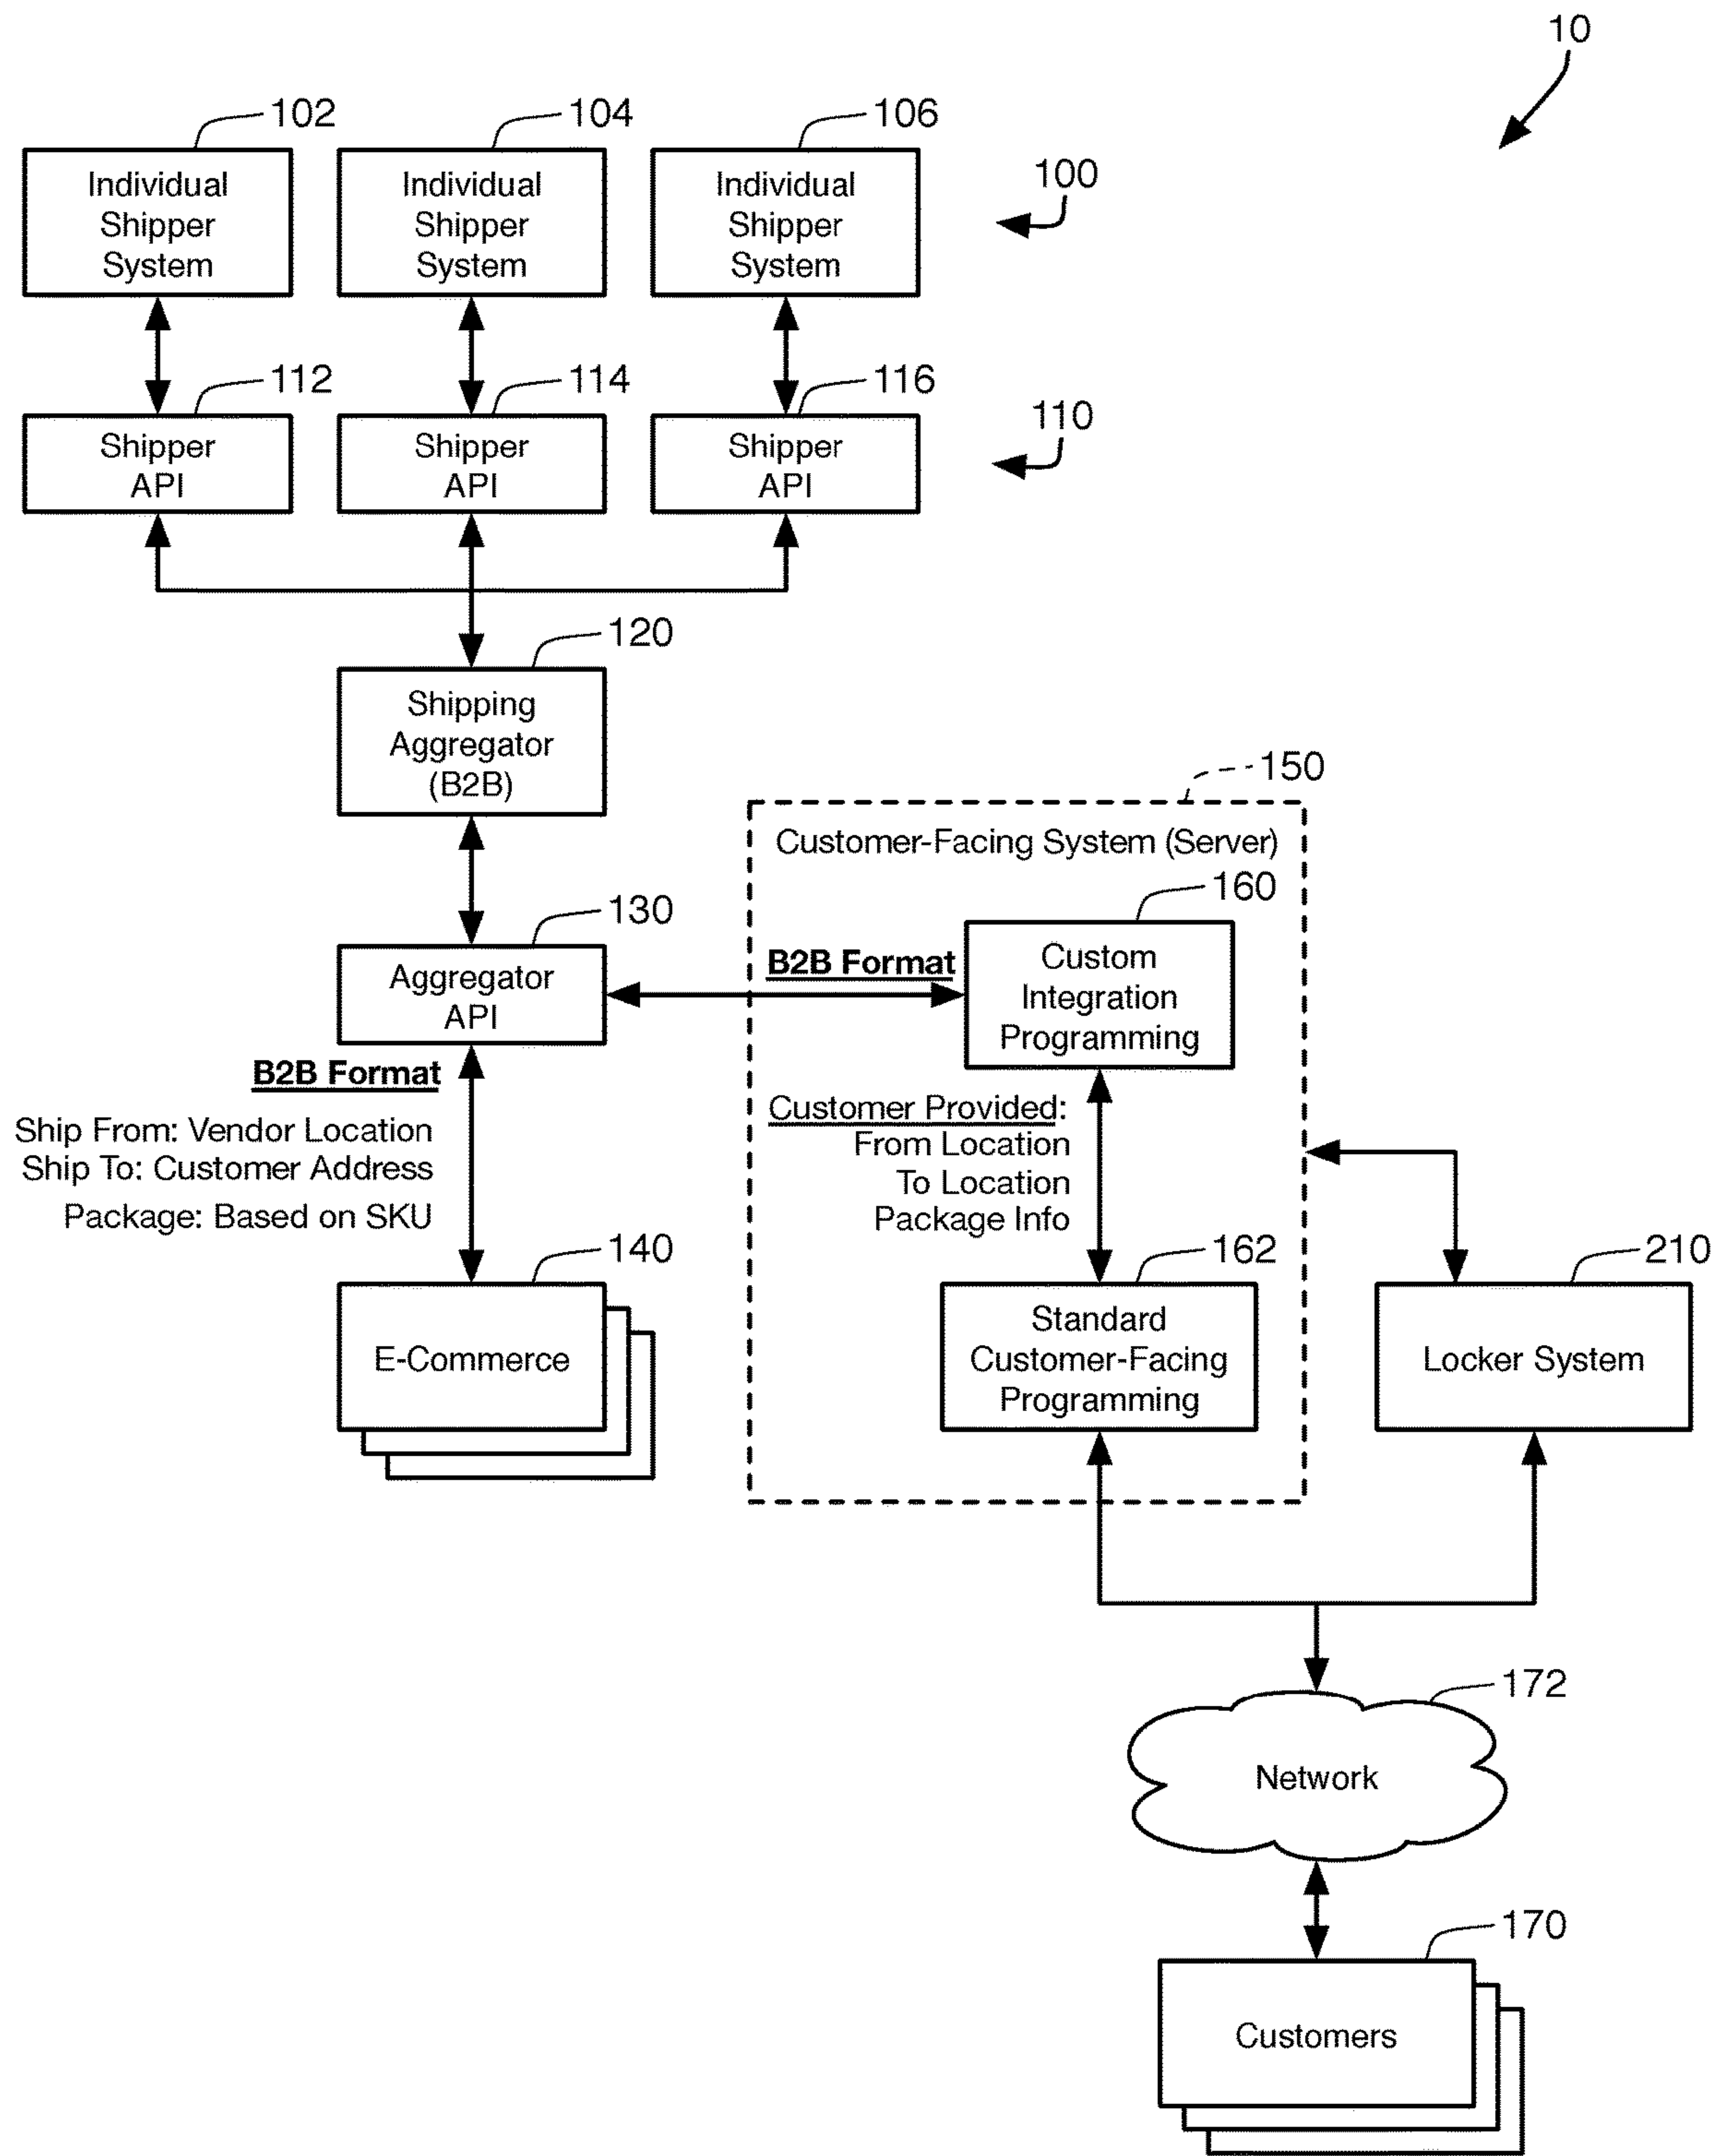 10
102
104
106
100
Individual
Shipper
System
Individual
Shipper
System
Individual
Shipper
System
112
114
116
110
Shipper
API
Shipper
API
Shipper
API
120
Shipping
Aggregator
(B2B)
150
Customer-Facing System (Server)
160
130
Aggregator
API
B2B Format
Custom
Integration
Programming
B2B Format
Ship From: Vendor Location
Ship To: Customer Address
Package: Based on SKU
Customer Provided:
From Location
To Location
Package Info
140
E-Commerce
162
Standard
Customer-Facing
Programming
210
Locker System
172
Network
170
Customers